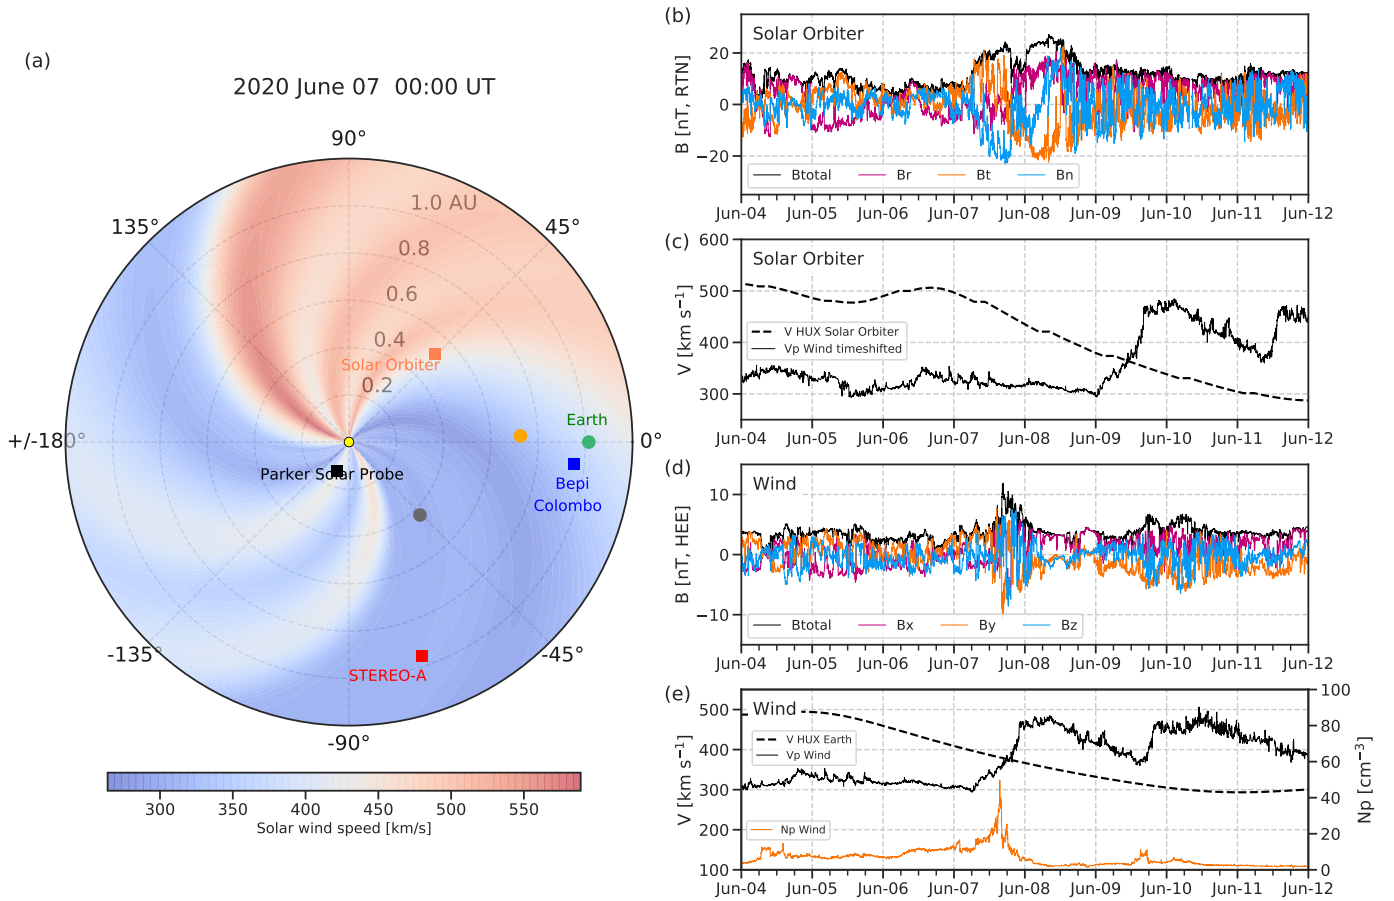 (a)
2020 June 07  00:00 UT
90°
135°
45°
1.0 AU
0.8
0.6
0.4
0.2
Solar Orbiter
Earth
+/-180°
0°
Parker Solar Probe
Bepi
Colombo
STEREO-A
-135°
-45°
-90°
300 350 400 450 500 550
Solar wind speed [km/s]
(b)
Solar Orbiter
20
0
−20
B [nT, RTN]
Btotal Br Bt Bn
Jun-04 Jun-05 Jun-06 Jun-07 Jun-08 Jun-09 Jun-10 Jun-11 Jun-12
(c)
Solar Orbiter
600
500
400
300
V [km s⁻¹]
V HUX Solar Orbiter
Vp Wind timeshifted
Jun-04 Jun-05 Jun-06 Jun-07 Jun-08 Jun-09 Jun-10 Jun-11 Jun-12
(d)
Wind
10
0
−10
B [nT, HEE]
Btotal Bx By Bz
Jun-04 Jun-05 Jun-06 Jun-07 Jun-08 Jun-09 Jun-10 Jun-11 Jun-12
(e)
Wind
500
400
300
200
100
V [km s⁻¹]
V HUX Earth
Vp Wind
Np Wind
100
80
60
40
20
0
Np [cm⁻³]
Jun-04 Jun-05 Jun-06 Jun-07 Jun-08 Jun-09 Jun-10 Jun-11 Jun-12